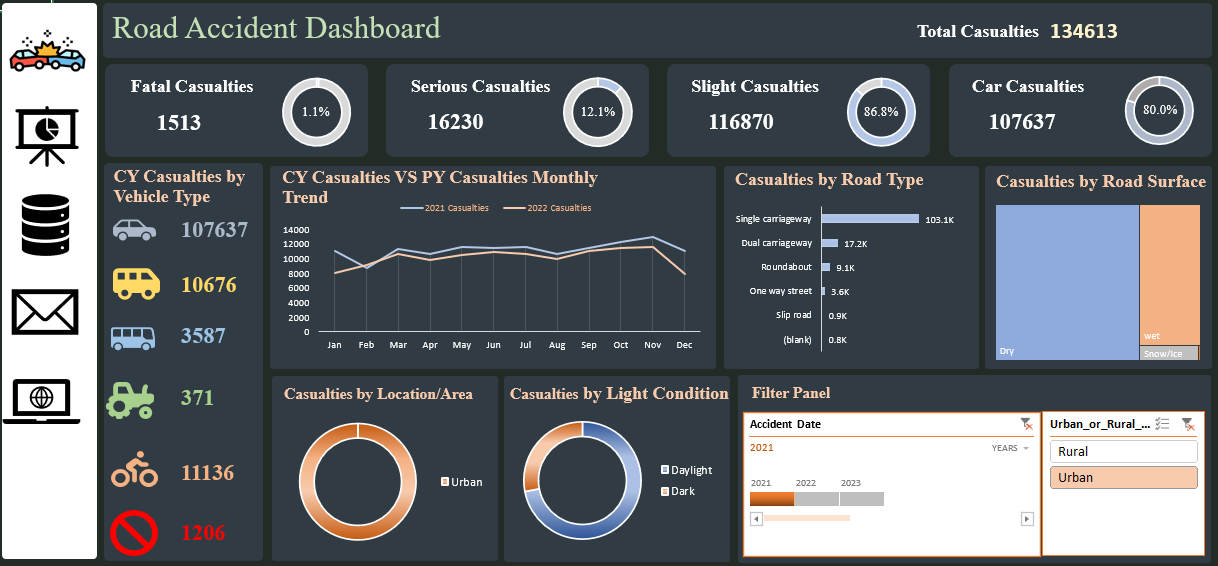 Road Accident Dashboard
Total Casualties 134613
Fatal Casualties
1513
1.1%
Serious Casualties
16230
12.1%
Slight Casualties
116870
86.8%
Car Casualties
107637
80.0%
CY Casualties by
Vehicle Type
107637
10676
3587
371
11136
1206
CY Casualties VS PY Casualties Monthly
Trend
2021 Casualties 2022 Casualties
14000
12000
10000
8000
6000
4000
2000
0
Jan Feb Mar Apr May Jun Jul Aug Sep Oct Nov Dec
Casualties by Road Type
Single carriageway 103.1K
Dual carriageway 17.2K
Roundabout 9.1K
One way street 3.6K
Slip road 0.9K
(blank) 0.8K
Casualties by Road Surface
Dry
wet
Snow/Ice
Casualties by Location/Area
Urban
Casualties by Light Condition
Daylight
Dark
Filter Panel
Accident Date
2021
YEARS
2021 2022 2023
Urban_or_Rural_...
Rural
Urban